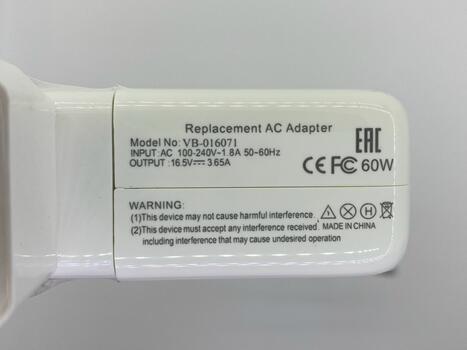 Replacement AC Adapter
Model No: VB-016071
INPUT: AC 100-240V~1.8A 50~60Hz
OUTPUT : 16.5V⎓ 3.65A
EAC
CE FC 60W
WARNING:
(1)This device may not cause harmful interference.
(2)This device must accept any interference received.
including interference that may cause undesired operation
H
MADE IN CHINA